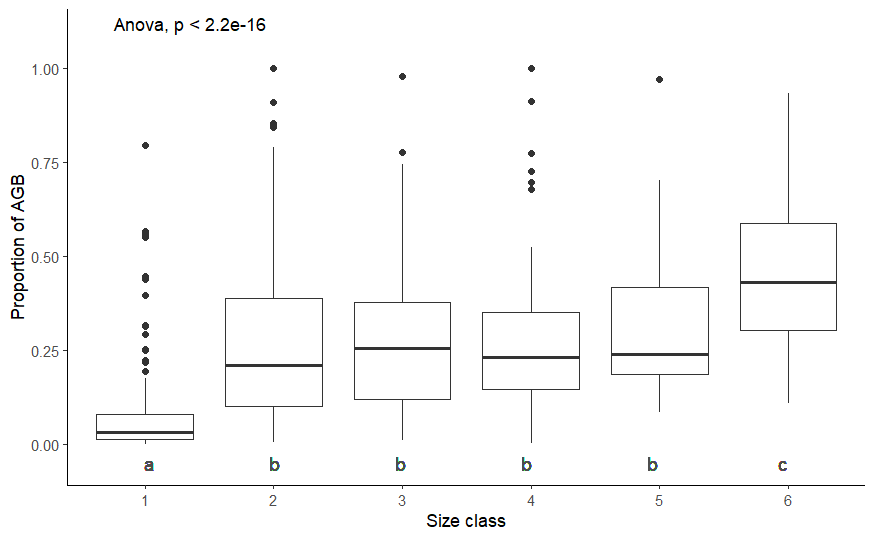 Anova, p < 2.2e-16
Proportion of AGB
1.00
0.75
0.50
0.25
0.00
a b b b b c
1 2 3 4 5 6
Size class